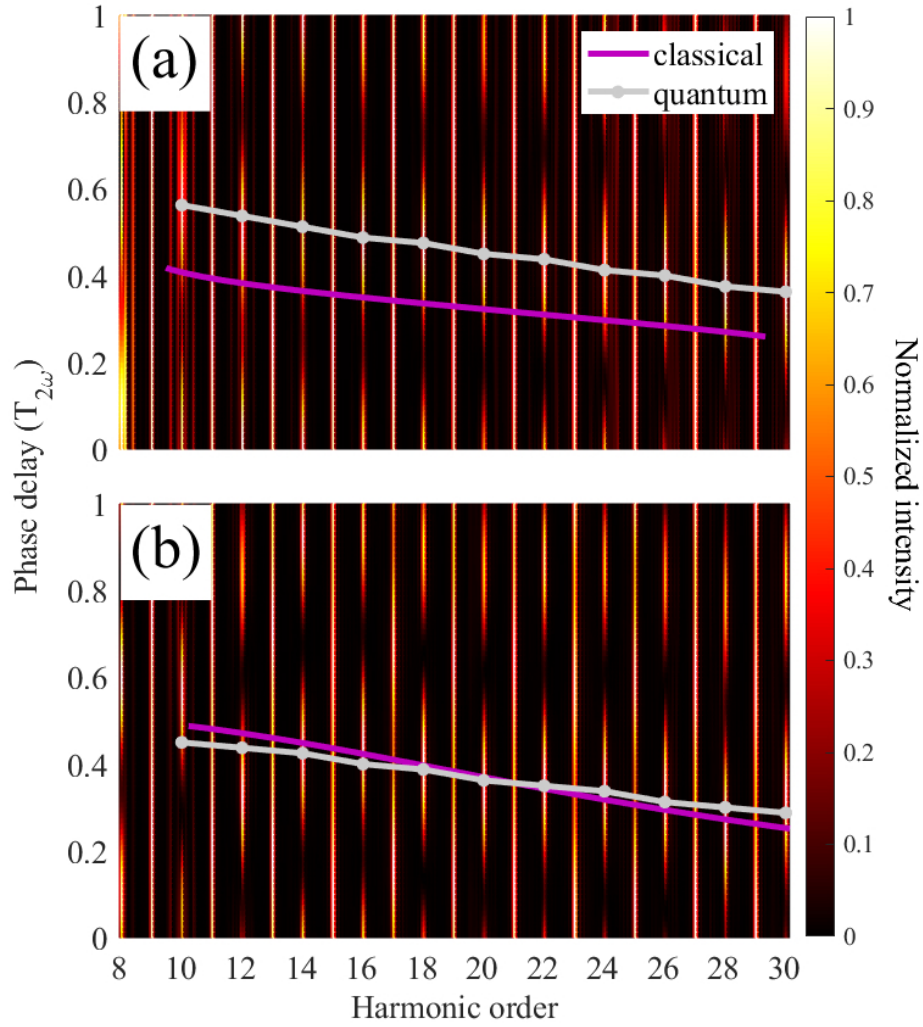 (a)
classical
quantum
1
0.8
0.6
0.4
0.2
0
(b)
1
0.8
0.6
0.4
0.2
0
Phase delay (T2ω)
8 10 12 14 16 18 20 22 24 26 28 30
Harmonic order
1
0.9
0.8
0.7
0.6
0.5
0.4
0.3
0.2
0.1
0
Normalized intensity